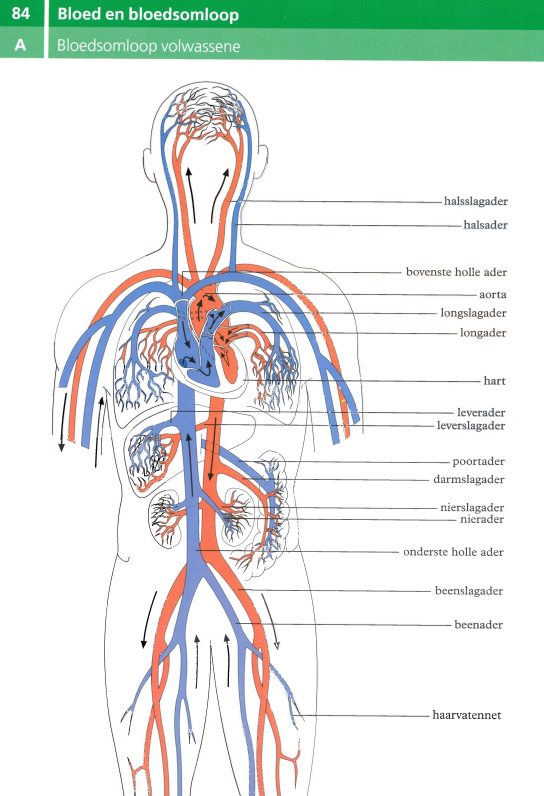 84 Bloed en bloedsomloop
A Bloedsomloop volwassene
halsslagader
halsader
bovenste holle ader
aorta
longslagader
longader
hart
leverader
leverslagader
poortader
darmslagader
nierslagader
nierader
onderste holle ader
beenslagader
beenader
haarvatennet